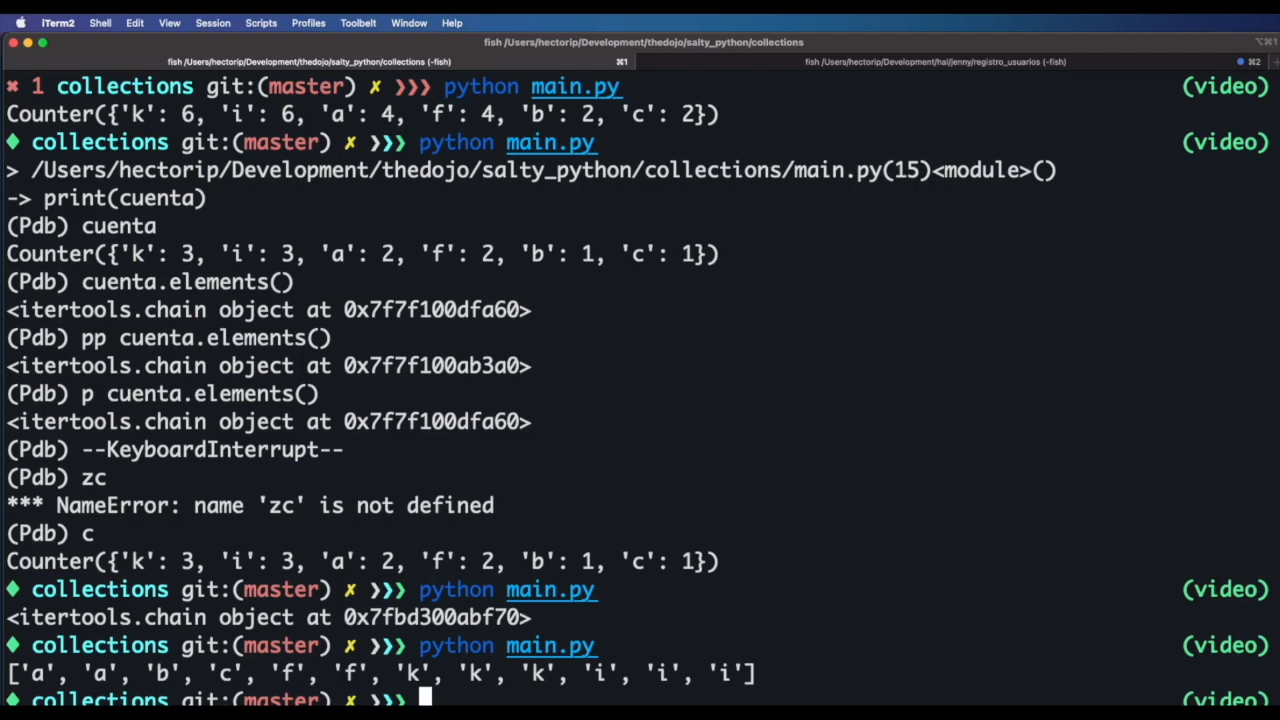 iTerm2 Shell Edit View Session Scripts Profiles Toolbelt Window Help
fish /Users/hectorip/Development/thedojo/salty_python/collections ⌥⌘1
fish /Users/hectorip/Development/thedojo/salty_python/collections (-fish) ⌘1 fish /Users/hectorip/Development/hal/jenny/registro_usuarios (-fish) ⌘2
✖ 1 collections git:(master) ✗ ❯❯❯ python main.py (video)
Counter({'k': 6, 'i': 6, 'a': 4, 'f': 4, 'b': 2, 'c': 2})
♦ collections git:(master) ✗ ❯❯❯ python main.py (video)
> /Users/hectorip/Development/thedojo/salty_python/collections/main.py(15)<module>()
-> print(cuenta)
(Pdb) cuenta
Counter({'k': 3, 'i': 3, 'a': 2, 'f': 2, 'b': 1, 'c': 1})
(Pdb) cuenta.elements()
<itertools.chain object at 0x7f7f100dfa60>
(Pdb) pp cuenta.elements()
<itertools.chain object at 0x7f7f100ab3a0>
(Pdb) p cuenta.elements()
<itertools.chain object at 0x7f7f100dfa60>
(Pdb) --KeyboardInterrupt--
(Pdb) zc
*** NameError: name 'zc' is not defined
(Pdb) c
Counter({'k': 3, 'i': 3, 'a': 2, 'f': 2, 'b': 1, 'c': 1})
♦ collections git:(master) ✗ ❯❯❯ python main.py (video)
<itertools.chain object at 0x7fbd300abf70>
♦ collections git:(master) ✗ ❯❯❯ python main.py (video)
['a', 'a', 'b', 'c', 'f', 'f', 'k', 'k', 'k', 'i', 'i', 'i']
♦ collections git:(master) ✗ ❯❯❯ (video)